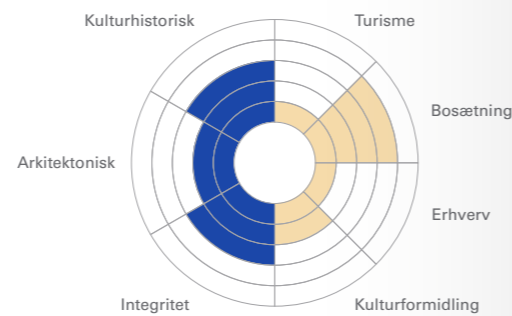 Kulturhistorisk
Turisme
Bosætning
Arkitektonisk
Erhverv
Integritet
Kulturformidling